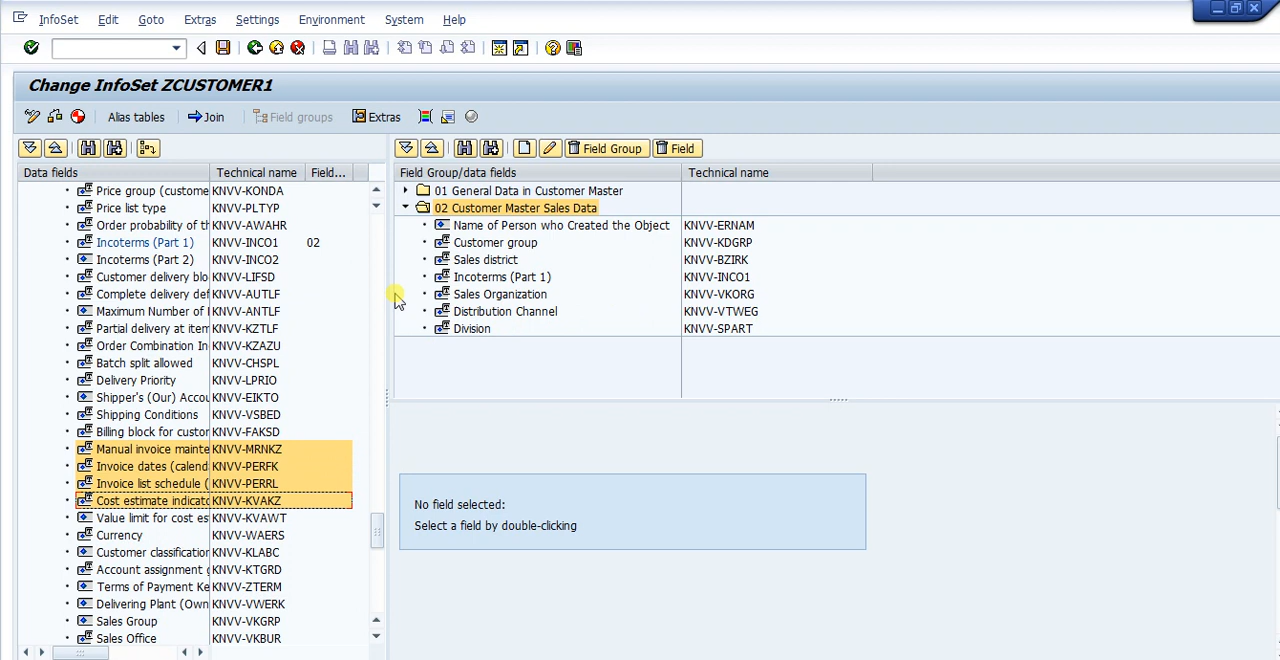 InfoSet Edit Goto Extras Settings Environment System Help
Change InfoSet ZCUSTOMER1
Alias tables Join Field groups Extras
Field Group Field
Data fields Technical name Field...
Price group (custome KNVV-KONDA
Price list type KNVV-PLTYP
Order probability of th KNVV-AWAHR
Incoterms (Part 1) KNVV-INCO1 02
Incoterms (Part 2) KNVV-INCO2
Customer delivery blo KNVV-LIFSD
Complete delivery def KNVV-AUTLF
Maximum Number of KNVV-ANTLF
Partial delivery at item KNVV-KZTLF
Order Combination In KNVV-KZAZU
Batch split allowed KNVV-CHSPL
Delivery Priority KNVV-LPRIO
Shipper's (Our) Accou KNVV-EIKTO
Shipping Conditions KNVV-VSBED
Billing block for custor KNVV-FAKSD
Manual invoice mainte KNVV-MRNKZ
Invoice dates (calend KNVV-PERFK
Invoice list schedule ( KNVV-PERRL
Cost estimate indicato KNVV-KVAKZ
Value limit for cost es KNVV-KVAWT
Currency KNVV-WAERS
Customer classification KNVV-KLABC
Account assignment g KNVV-KTGRD
Terms of Payment Ke KNVV-ZTERM
Delivering Plant (Own KNVV-VWERK
Sales Group KNVV-VKGRP
Sales Office KNVV-VKBUR
Field Group/data fields Technical name
01 General Data in Customer Master
02 Customer Master Sales Data
Name of Person who Created the Object KNVV-ERNAM
Customer group KNVV-KDGRP
Sales district KNVV-BZIRK
Incoterms (Part 1) KNVV-INCO1
Sales Organization KNVV-VKORG
Distribution Channel KNVV-VTWEG
Division KNVV-SPART
No field selected:
Select a field by double-clicking